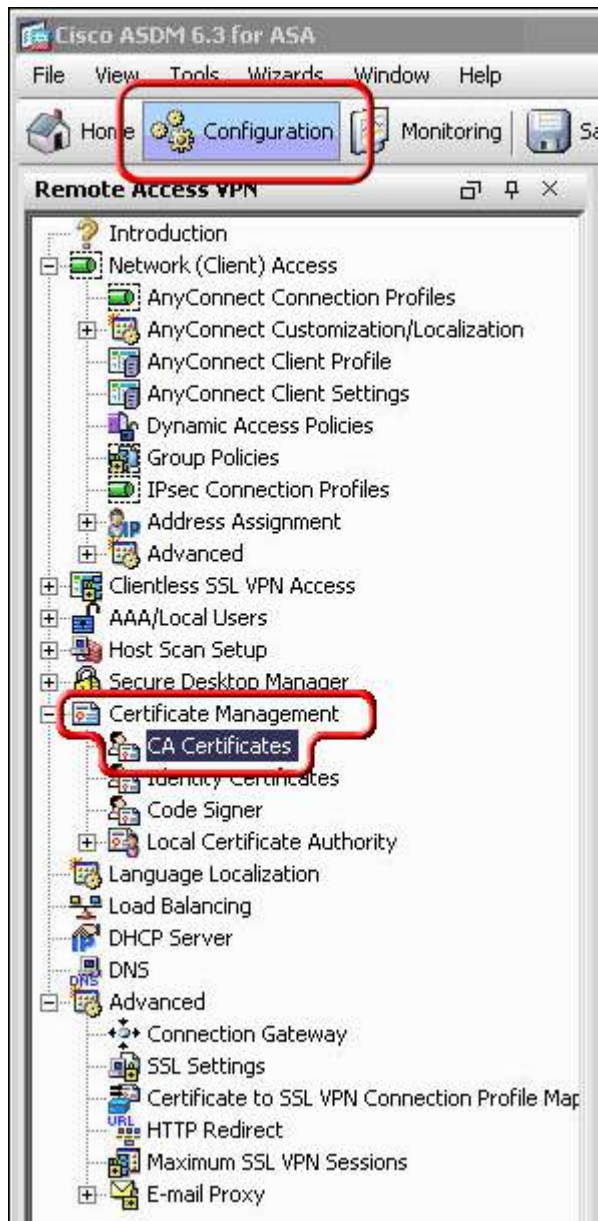 Cisco ASDM 6.3 for ASA
File View Tools Wizards Window Help
Home Configuration Monitoring Sa
Remote Access VPN
Introduction
Network (Client) Access
AnyConnect Connection Profiles
AnyConnect Customization/Localization
AnyConnect Client Profile
AnyConnect Client Settings
Dynamic Access Policies
Group Policies
IPsec Connection Profiles
IP Address Assignment
Advanced
Clientless SSL VPN Access
AAA/Local Users
Host Scan Setup
Secure Desktop Manager
Certificate Management
CA Certificates
Identity Certificates
Code Signer
Local Certificate Authority
Language Localization
Load Balancing
IP DHCP Server
DNS DNS
Advanced
Connection Gateway
SSL Settings
Certificate to SSL VPN Connection Profile Map
URL HTTP Redirect
Maximum SSL VPN Sessions
E-mail Proxy